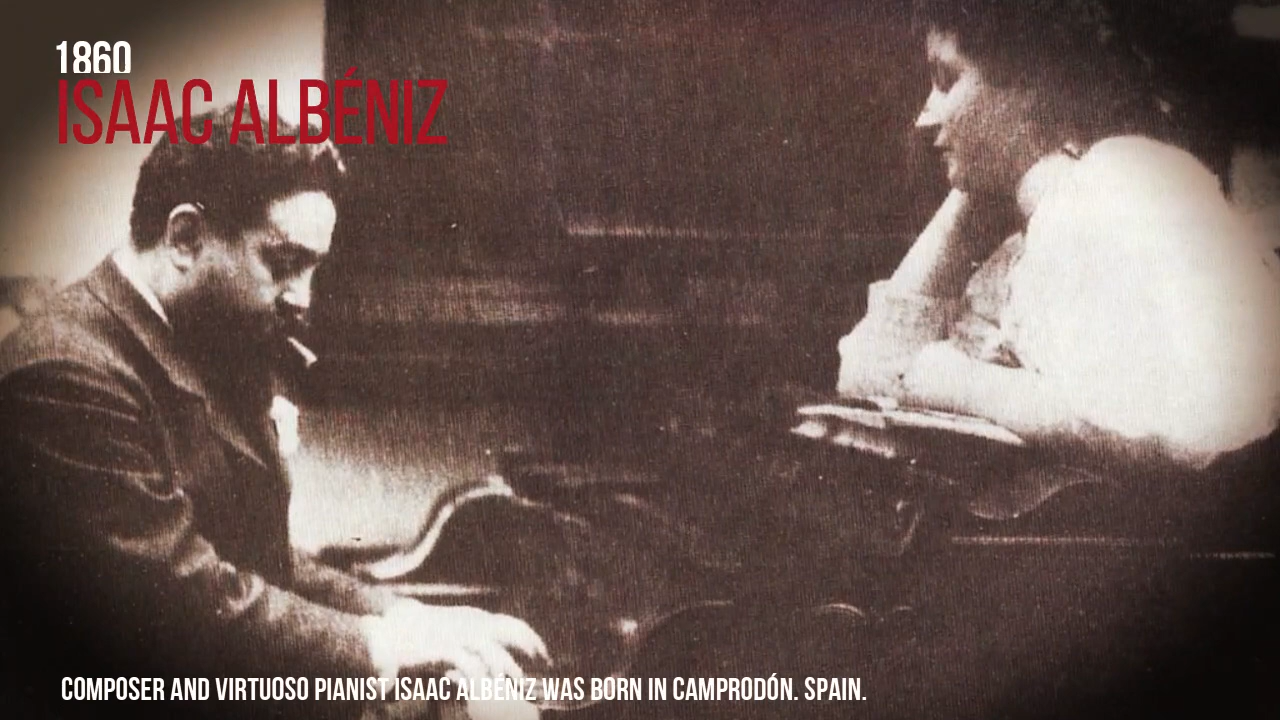 1860
ISAAC ALBÉNIZ
COMPOSER AND VIRTUOSO PIANIST ISAAC ALBÉNIZ WAS BORN IN CAMPRODÓN. SPAIN.